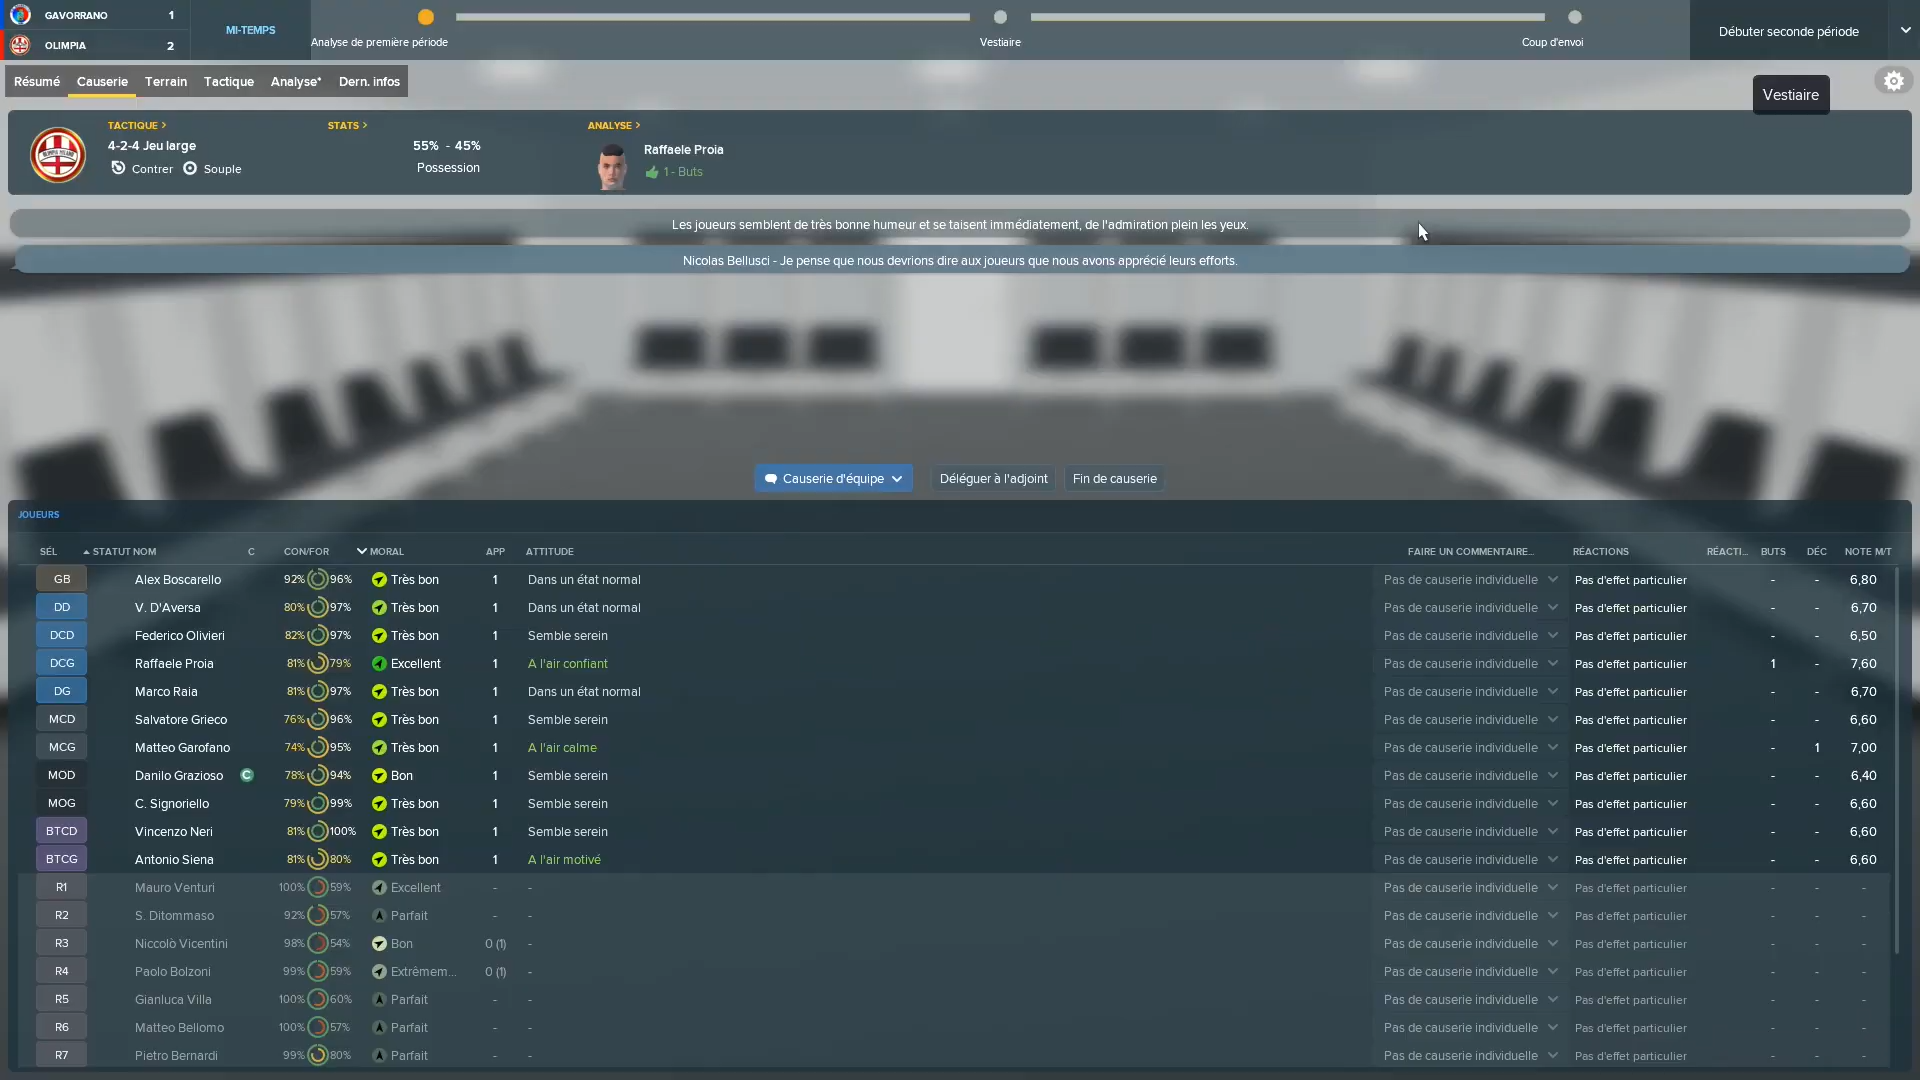 GAVORRANO 1
OLIMPIA 2
MI-TEMPS
Analyse de première période
Vestiaire
Coup d'envoi
Débuter seconde période
Résumé Causerie Terrain Tactique Analyse* Dern. infos
Vestiaire
TACTIQUE >
4-2-4 Jeu large
Contrer Souple
STATS >
55% - 45%
Possession
ANALYSE >
Raffaele Proia
1 - Buts
Les joueurs semblent de très bonne humeur et se taisent immédiatement, de l'admiration plein les yeux.
Nicolas Bellusci - Je pense que nous devrions dire aux joueurs que nous avons apprécié leurs efforts.
Causerie d'équipe Déléguer à l'adjoint Fin de causerie
JOUEURS
SÉL STATUT NOM C CON/FOR MORAL APP ATTITUDE FAIRE UN COMMENTAIRE... RÉACTIONS RÉACTI... BUTS DÉC NOTE M/T
GB Alex Boscarello 92% 96% Très bon 1 Dans un état normal Pas de causerie individuelle Pas d'effet particulier - - 6,80
DD V. D'Aversa 80% 97% Très bon 1 Dans un état normal Pas de causerie individuelle Pas d'effet particulier - - 6,70
DCD Federico Olivieri 82% 97% Très bon 1 Semble serein Pas de causerie individuelle Pas d'effet particulier - - 6,50
DCG Raffaele Proia 81% 79% Excellent 1 A l'air confiant Pas de causerie individuelle Pas d'effet particulier 1 - 7,60
DG Marco Raia 81% 97% Très bon 1 Dans un état normal Pas de causerie individuelle Pas d'effet particulier - - 6,70
MCD Salvatore Grieco 76% 96% Très bon 1 Semble serein Pas de causerie individuelle Pas d'effet particulier - - 6,60
MCG Matteo Garofano 74% 95% Très bon 1 A l'air calme Pas de causerie individuelle Pas d'effet particulier - 1 7,00
MOD Danilo Grazioso C 78% 94% Bon 1 Semble serein Pas de causerie individuelle Pas d'effet particulier - - 6,40
MOG C. Signoriello 79% 99% Très bon 1 Semble serein Pas de causerie individuelle Pas d'effet particulier - - 6,60
BTCD Vincenzo Neri 81% 100% Très bon 1 Semble serein Pas de causerie individuelle Pas d'effet particulier - - 6,60
BTCG Antonio Siena 81% 80% Très bon 1 A l'air motivé Pas de causerie individuelle Pas d'effet particulier - - 6,60
R1 Mauro Venturi 100% 59% Excellent - - Pas de causerie individuelle Pas d'effet particulier - - -
R2 S. Ditommaso 92% 57% Parfait - - Pas de causerie individuelle Pas d'effet particulier - - -
R3 Niccolò Vicentini 98% 54% Bon 0 (1) - Pas de causerie individuelle Pas d'effet particulier - - -
R4 Paolo Bolzoni 99% 59% Extrêmem... 0 (1) - Pas de causerie individuelle Pas d'effet particulier - - -
R5 Gianluca Villa 100% 60% Parfait - - Pas de causerie individuelle Pas d'effet particulier - - -
R6 Matteo Bellomo 100% 57% Parfait - - Pas de causerie individuelle Pas d'effet particulier - - -
R7 Pietro Bernardi 99% 80% Parfait - - Pas de causerie individuelle Pas d'effet particulier - - -